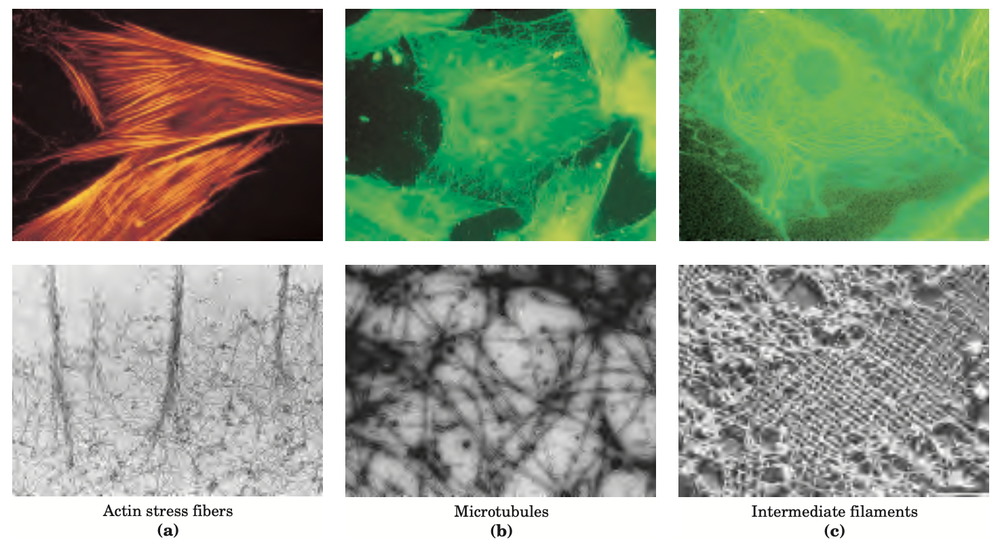 Actin stress fibers
(a)
Microtubules
(b)
Intermediate filaments
(c)